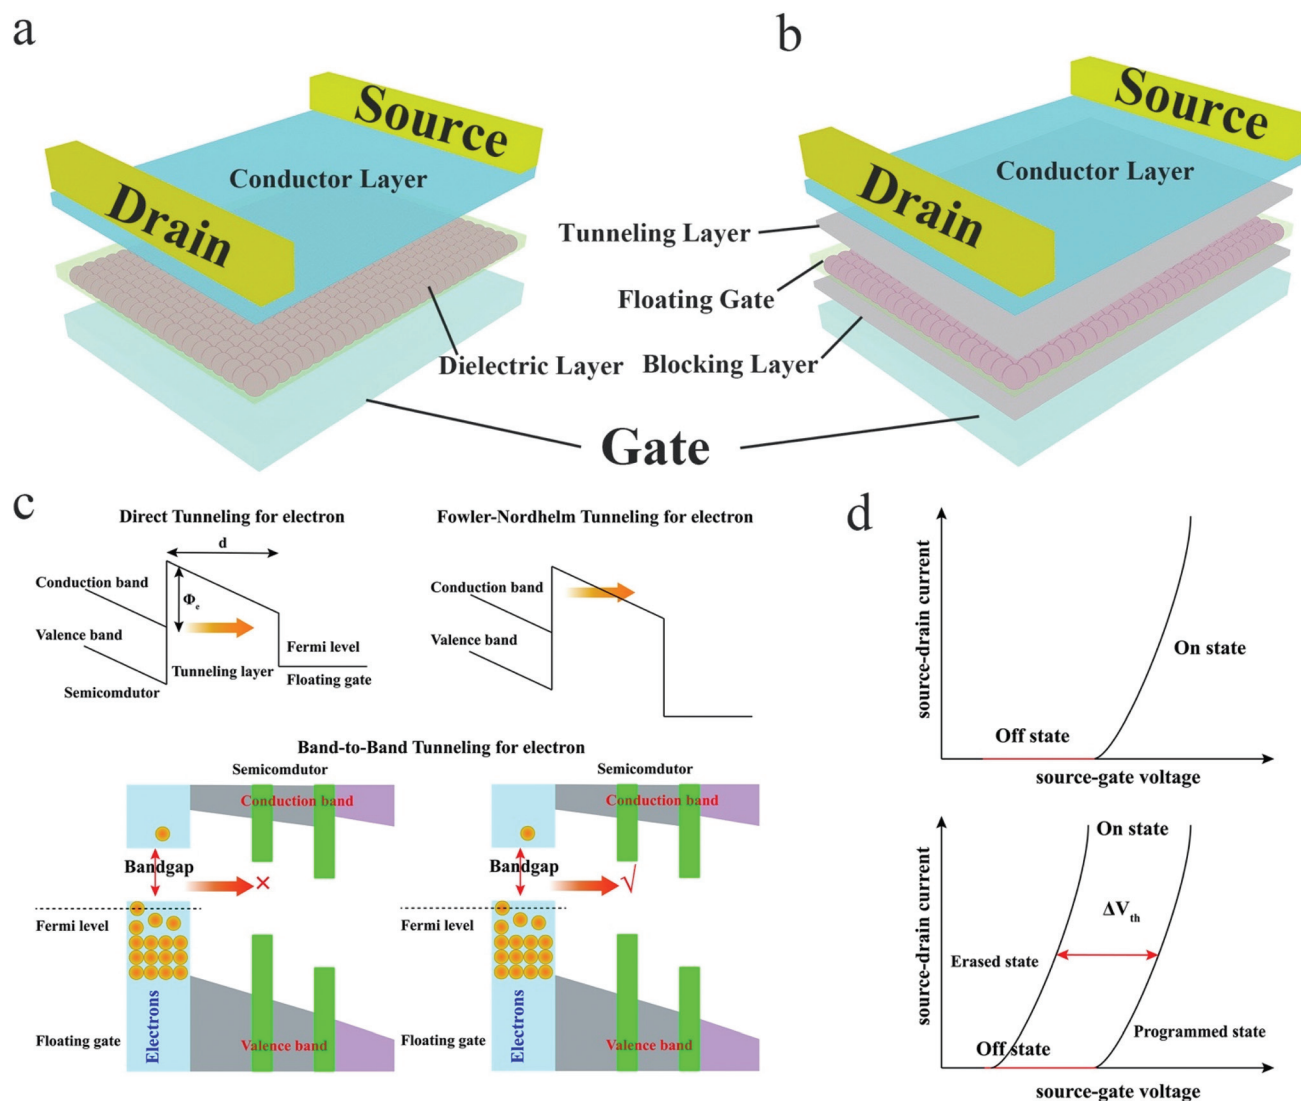 a
b
Source
Drain
Conductor Layer
Source
Drain
Conductor Layer
Tunneling Layer
Floating Gate
Dielectric Layer
Blocking Layer
Gate
c
Direct Tunneling for electron
d
Conduction band
Φe
Valence band
Fermi level
Tunneling layer
Floating gate
Semicomdutor
Fowler-Nordhelm Tunneling for electron
Conduction band
Valence band
Band-to-Band Tunneling for electron
Semicomdutor
Conduction band
Bandgap
×
Fermi level
Electrons
Floating gate
Valence band
Semicomdutor
Conduction band
Bandgap
√
Fermi level
Electrons
Floating gate
Valence band
d
source-drain current
On state
Off state
source-gate voltage
source-drain current
On state
ΔVth
Erased state
Programmed state
Off state
source-gate voltage